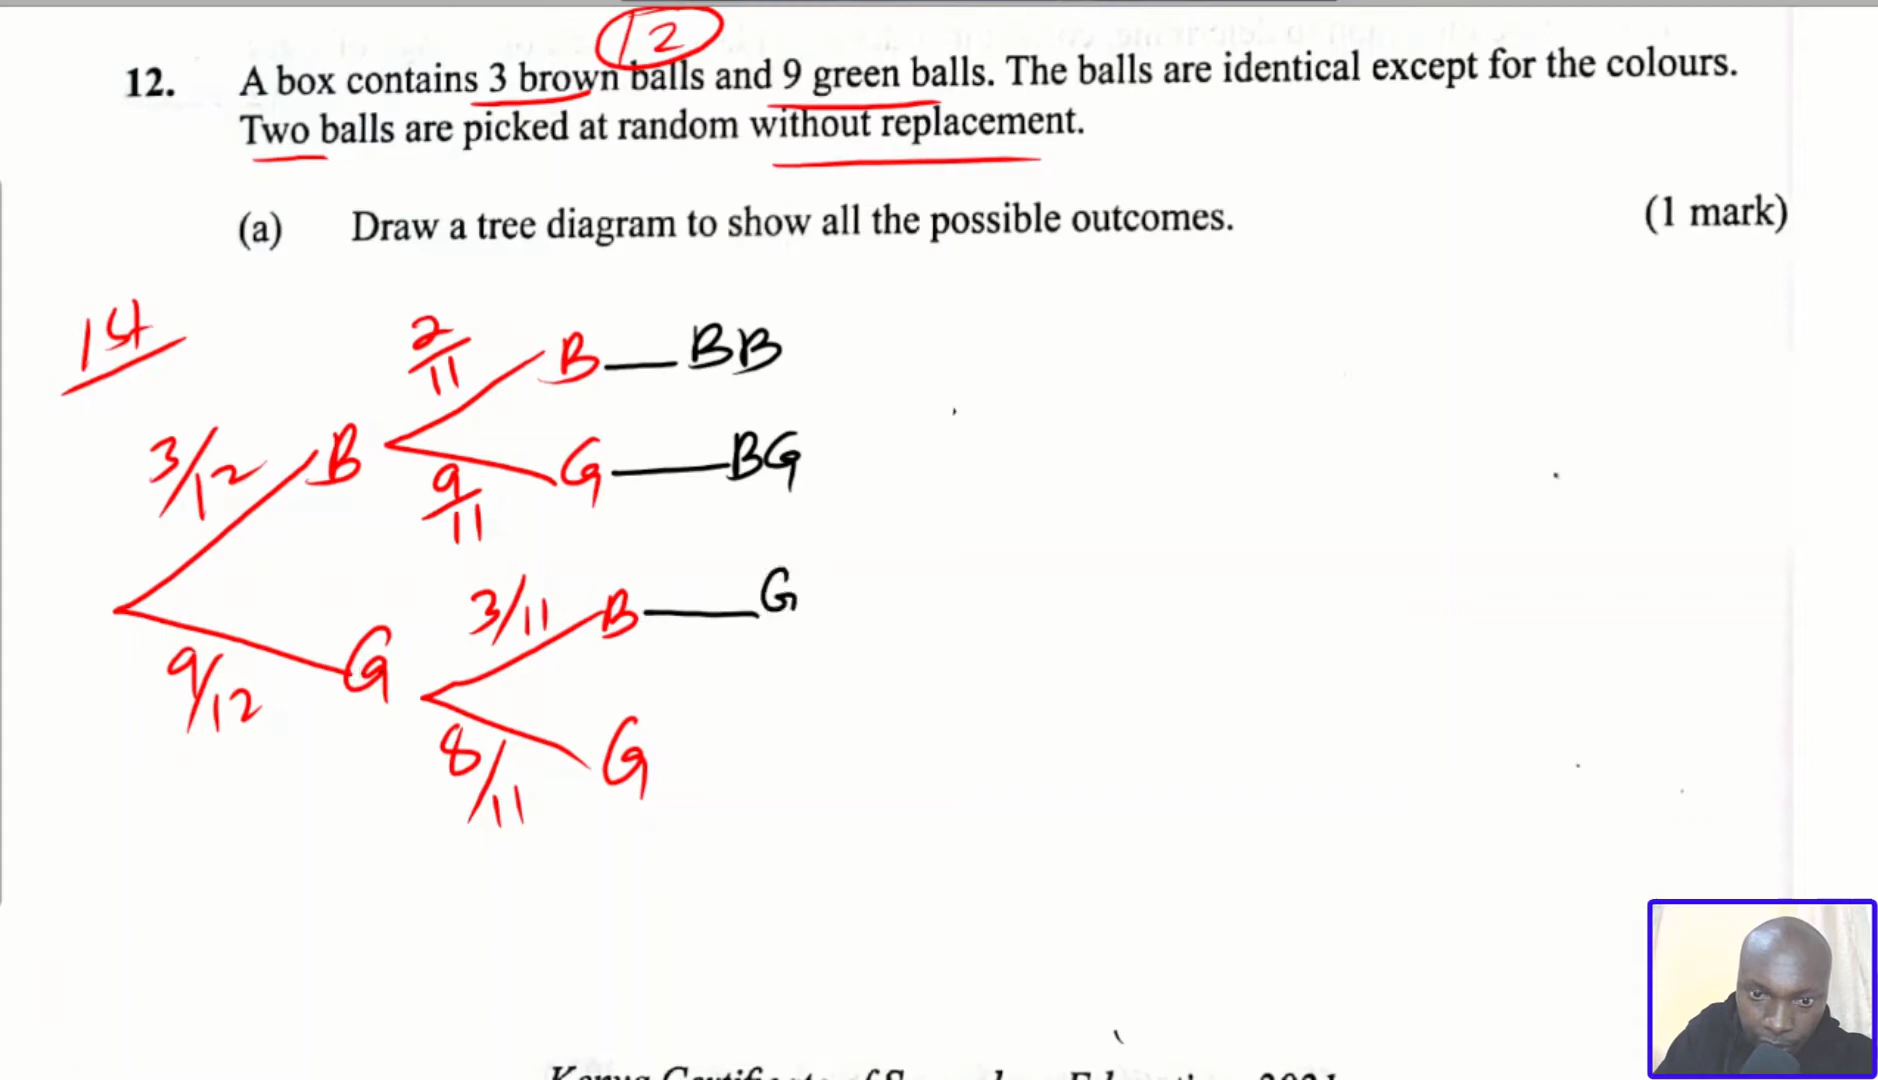 12
12. A box contains 3 brown balls and 9 green balls. The balls are identical except for the colours.
Two balls are picked at random without replacement.
(a) Draw a tree diagram to show all the possible outcomes. (1 mark)
1st
2/11 B — BB
3/12 B
9/11 G — BG
3/11 B — G
9/12 G
8/11 G